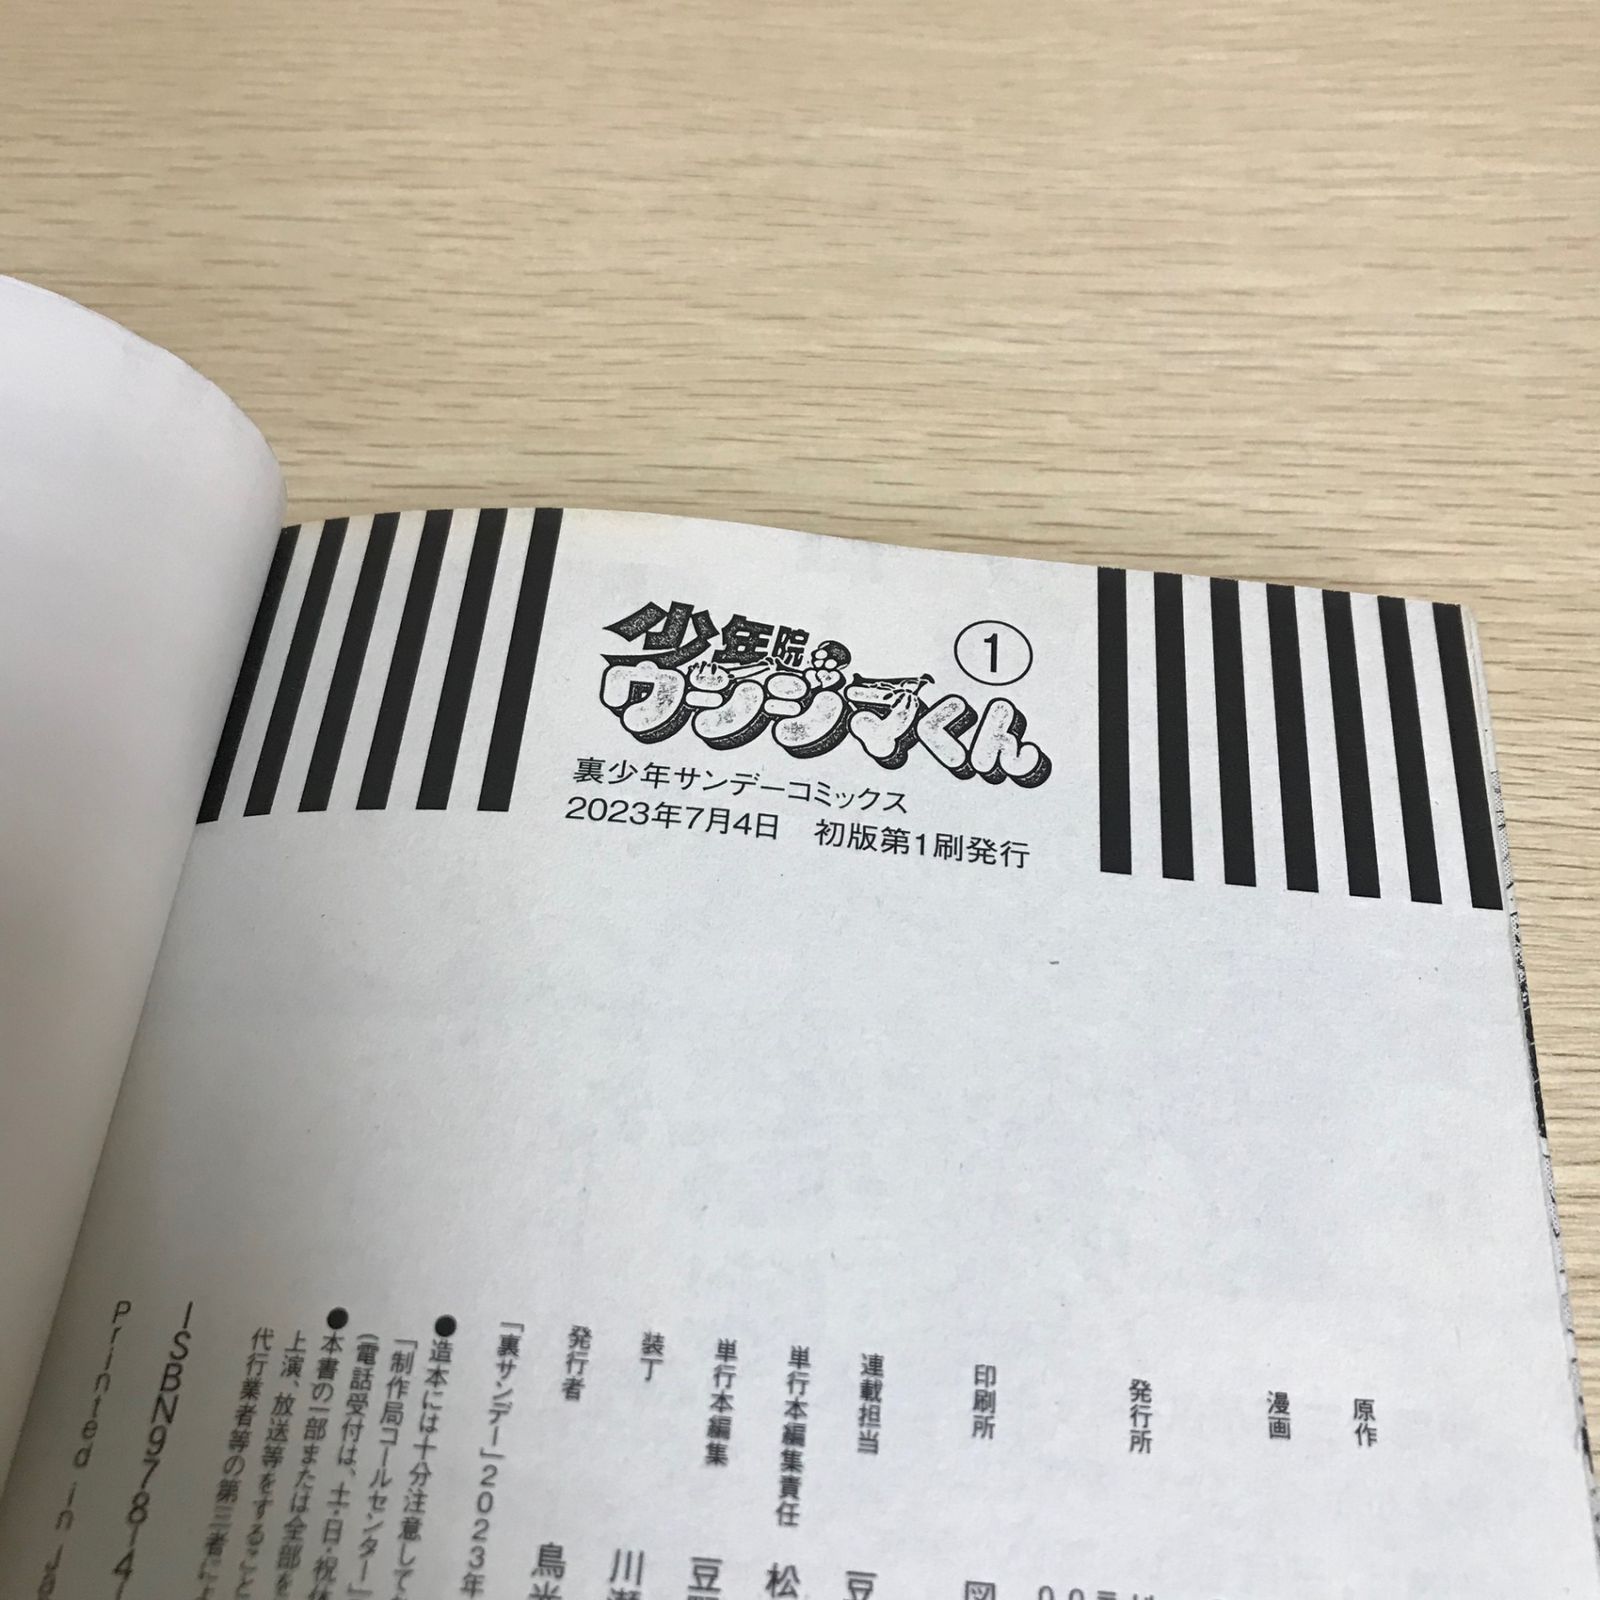 少年院
ウシジマくん
1
裏少年サンデーコミックス
2023年7月4日 初版第1刷発行
原作
漫画
発行所
印刷所
連載担当
単行本編集責任
単行本編集
装丁
発行者
「裏サンデー」2023年
●造本には十分注意して
「制作局コールセンター」
(電話受付は、土・日・祝休
●本書の一部または全部を
上演、放送等をすること
代行業者等の第三者によ
ISBN978-4
Printed in Ja